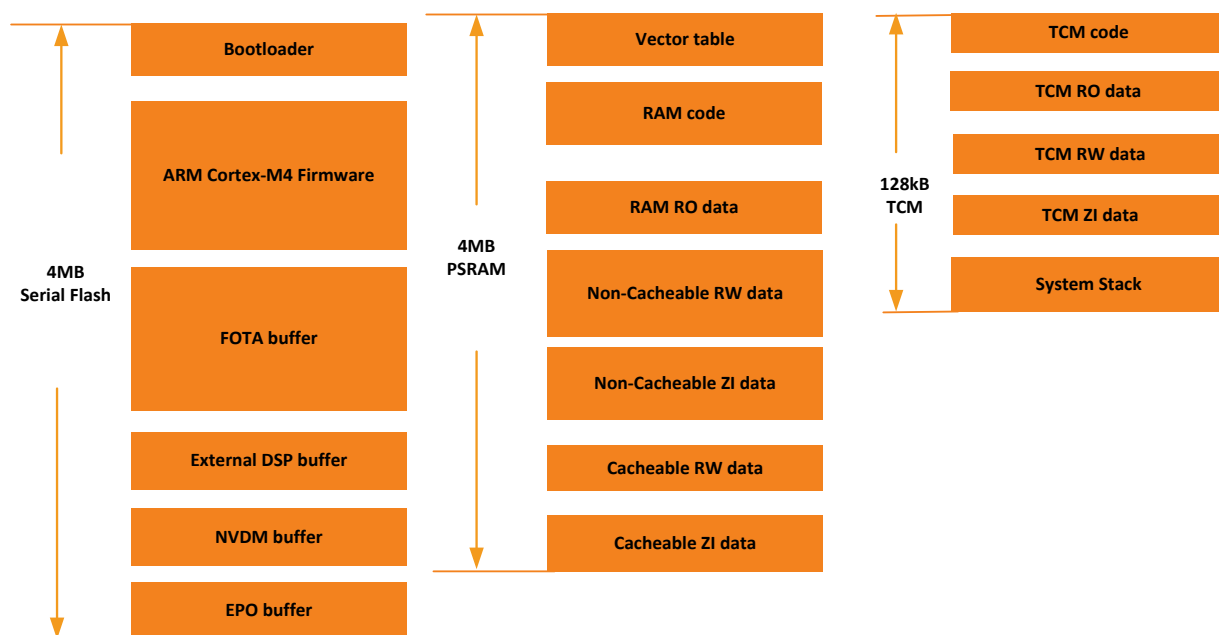 4MB
Serial Flash
Bootloader
ARM Cortex-M4 Firmware
FOTA buffer
External DSP buffer
NVDM buffer
EPO buffer
4MB
PSRAM
Vector table
RAM code
RAM RO data
Non-Cacheable RW data
Non-Cacheable ZI data
Cacheable RW data
Cacheable ZI data
128kB
TCM
TCM code
TCM RO data
TCM RW data
TCM ZI data
System Stack